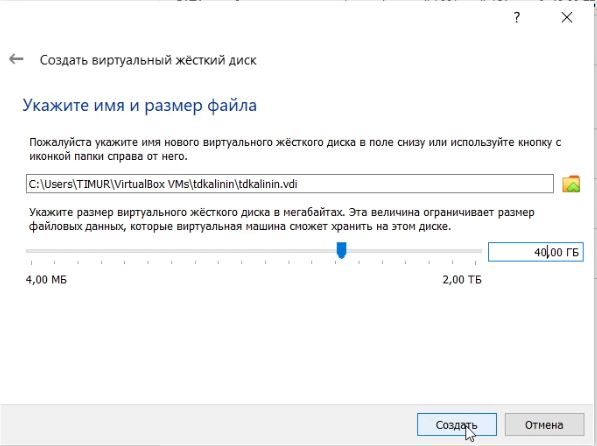 ?
Создать виртуальный жёсткий диск
Укажите имя и размер файла
Пожалуйста укажите имя нового виртуального жёсткого диска в поле снизу или используйте кнопку с
иконкой папки справа от него.
C:\Users\TIMUR\VirtualBox VMs\tdkalinin\tdkalinin.vdi
Укажите размер виртуального жёсткого диска в мегабайтах. Эта величина ограничивает размер
файловых данных, которые виртуальная машина сможет хранить на этом диске.
40,00 ГБ
4,00 МБ 2,00 ТБ
Создать Отмена